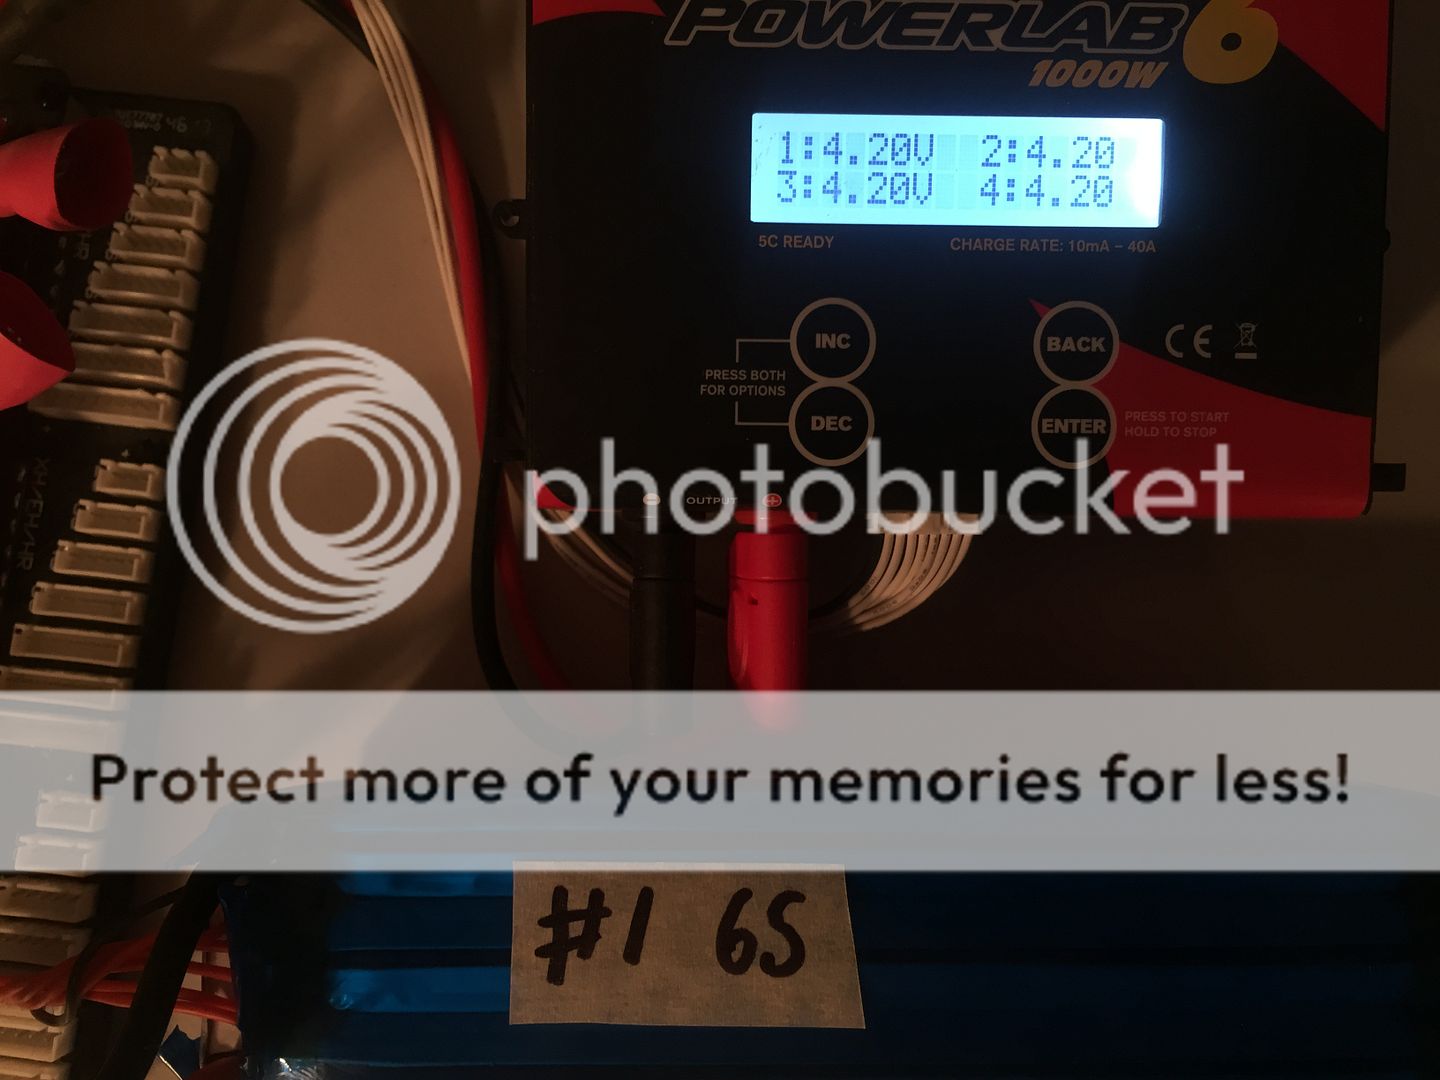 POWERLAB 6
1000W
1:4.20V 2:4.20
3:4.20V 4:4.20
5C READY
CHARGE RATE: 10mA – 40A
INC
BACK
PRESS BOTH
FOR OPTIONS
DEC
ENTER
PRESS TO START
HOLD TO STOP
OUTPUT
photobucket
Protect more of your memories for less!
#1 6S